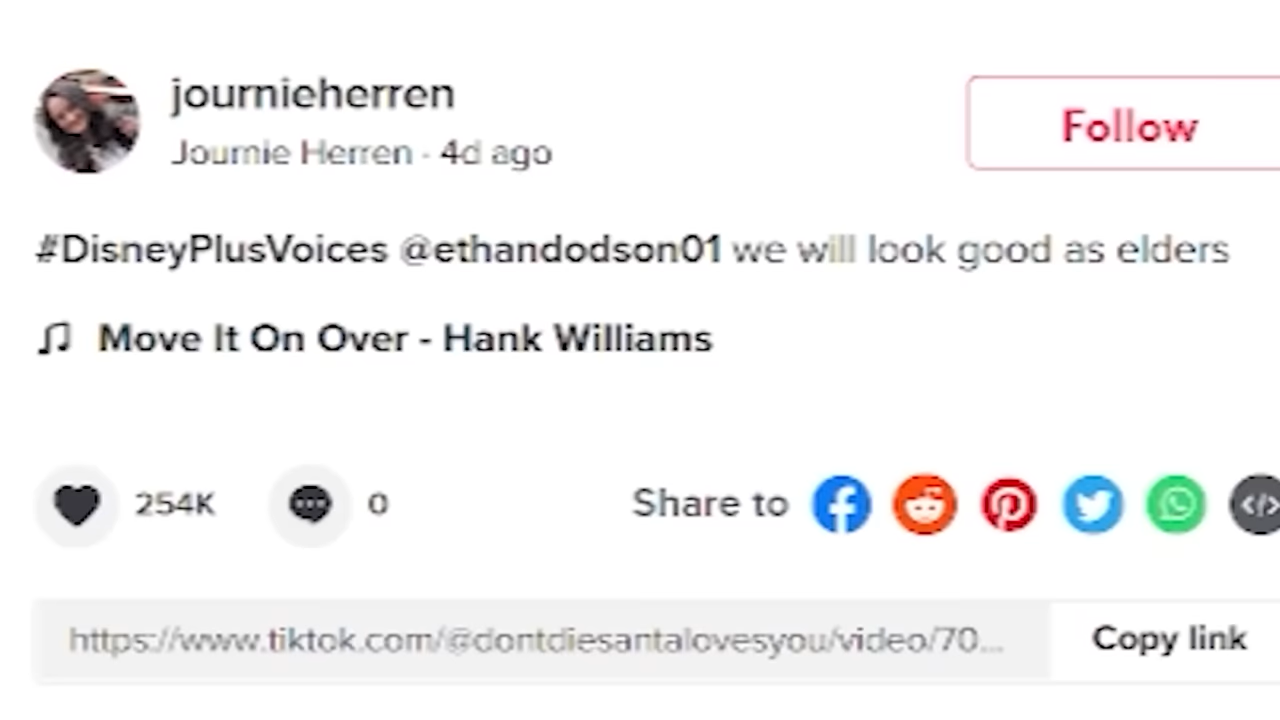 journieherren
Journie Herren · 4d ago
Follow
#DisneyPlusVoices @ethandodson01 we will look good as elders
Move It On Over - Hank Williams
254K 0 Share to
https://www.tiktok.com/@dontdiesantalovesyou/video/70... Copy link